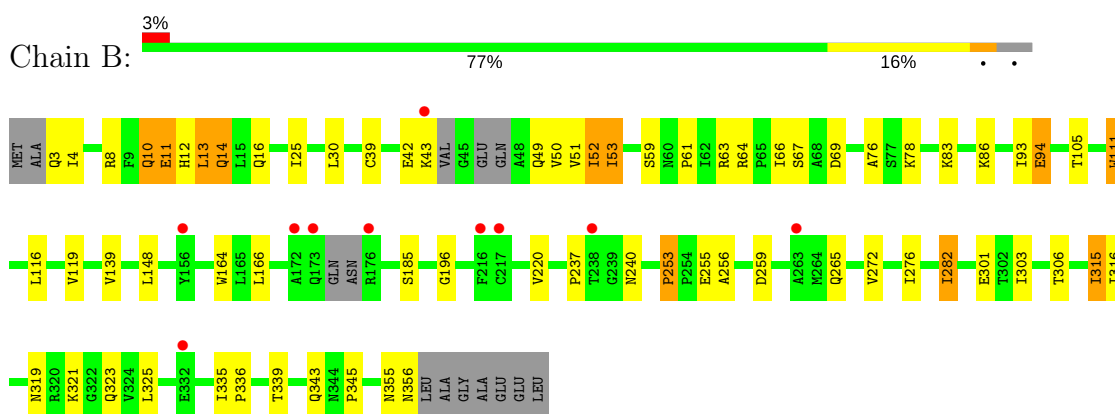 3%
Chain B:
77% 16% • •
MET ALA Q3 I4 R8 F9 Q10 E11 H12 L13 Q14 L15 Q16 I25 L30 C39 E42 K43 VAL G45 GLU GLN A48 Q49 V50 V51 I52 I53 S59 N60 P61 I62 R63 R64 P65 I66 S67 A68 D69 A76 S77 K78 K83 K86 I93 E94 T105
L116 V119 V139 L148 Y156 W164 L165 L166 A172 Q173 GLN ASN R176 S185 G196 F216 C217 V220 P237 T238 G239 N240 P253 P254 E255 A256 D259 A263 M264 Q265 V272 I276 I282 E301 T302 I303 T306 I315
N319 R320 K321 G322 Q323 V324 L325 E332 I335 P336 T339 Q343 N344 P345 N355 N356 LEU ALA GLY ALA GLU GLU LEU